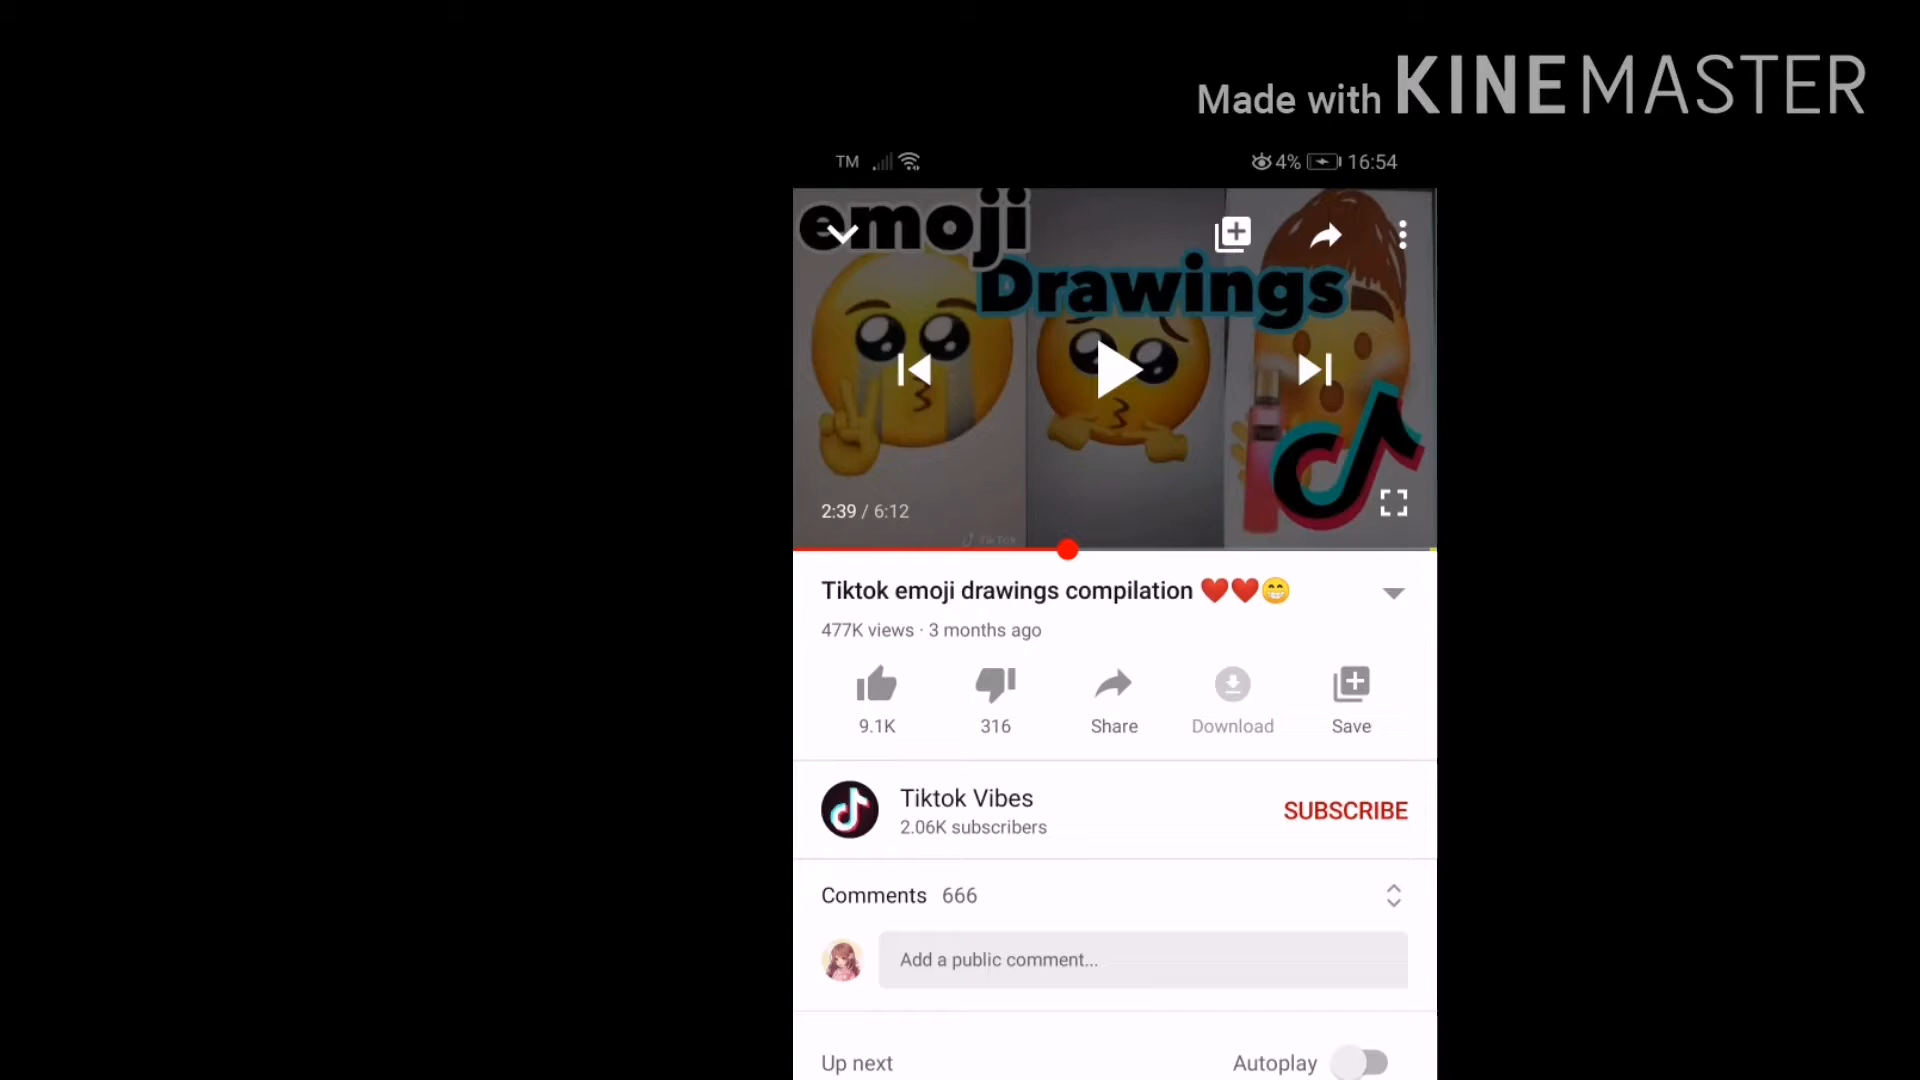 Made with KINEMASTER
TM 4% 16:54
emoji
Drawings
2:39 / 6:12
TikTok
Tiktok emoji drawings compilation ❤️❤️😁
477K views · 3 months ago
9.1K 316 Share Download Save
Tiktok Vibes
2.06K subscribers
SUBSCRIBE
Comments 666
Add a public comment...
Up next Autoplay